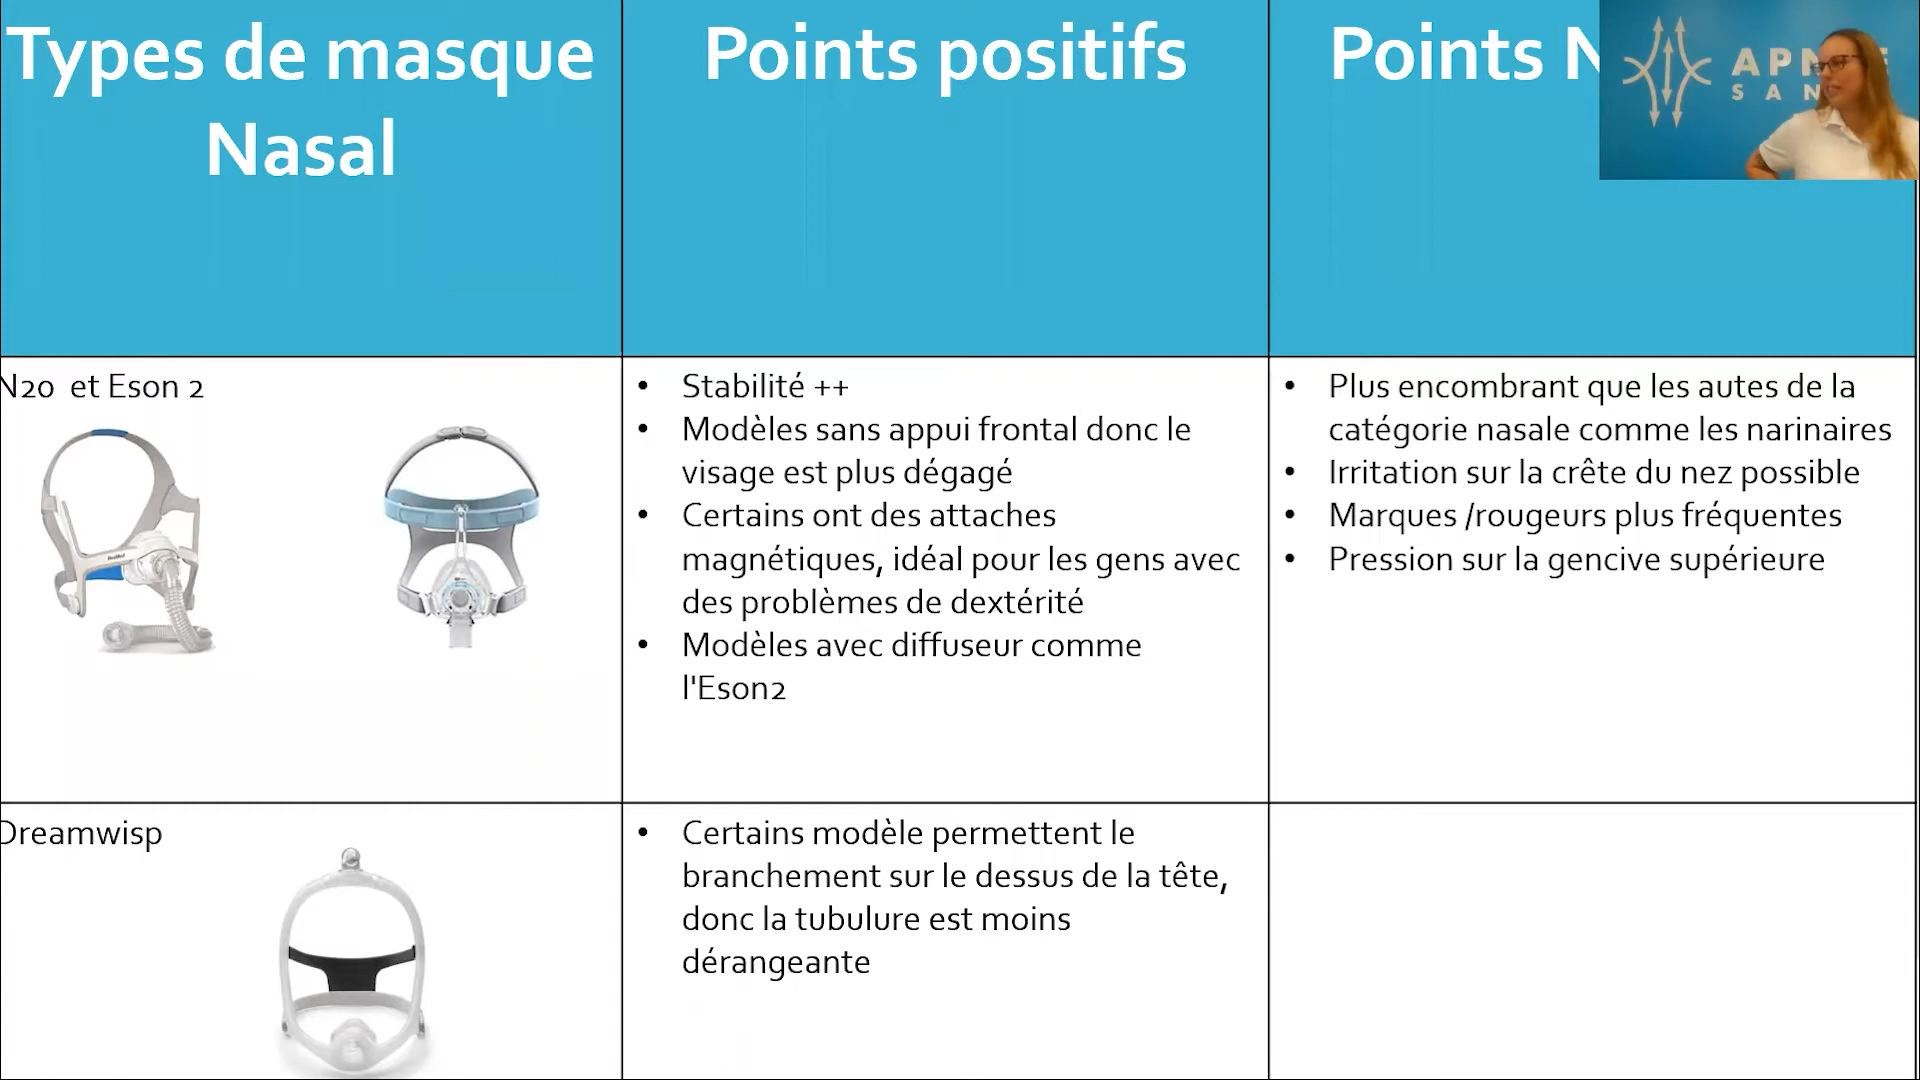 Types de masque
Nasal
Points positifs
Points
SAN
N20 et Eson 2
• Stabilité ++
• Modèles sans appui frontal donc le
visage est plus dégagé
• Certains ont des attaches
magnétiques, idéal pour les gens avec
des problèmes de dextérité
• Modèles avec diffuseur comme
l'Eson2
• Plus encombrant que les autes de la
catégorie nasale comme les narinaires
• Irritation sur la crête du nez possible
• Marques /rougeurs plus fréquentes
• Pression sur la gencive supérieure
Dreamwisp
• Certains modèle permettent le
branchement sur le dessus de la tête,
donc la tubulure est moins
dérangeante